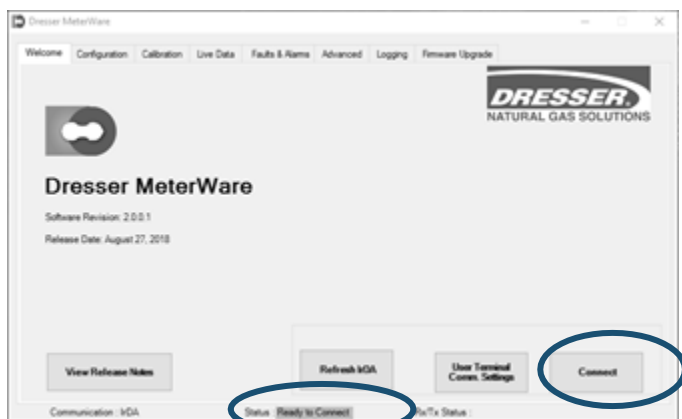 Dresser MeterWare
Welcome Configuration Calibration Live Data Faults & Alarms Advanced Logging Firmware Upgrade
DRESSER
NATURAL GAS SOLUTIONS
Dresser MeterWare
Software Revision: 2.0.0.1
Release Date: August 27, 2018
View Release Notes
Refresh IrDA
User Terminal
Comm. Settings
Connect
Communication : IrDA Status Ready to Connect Rx/Tx Status :